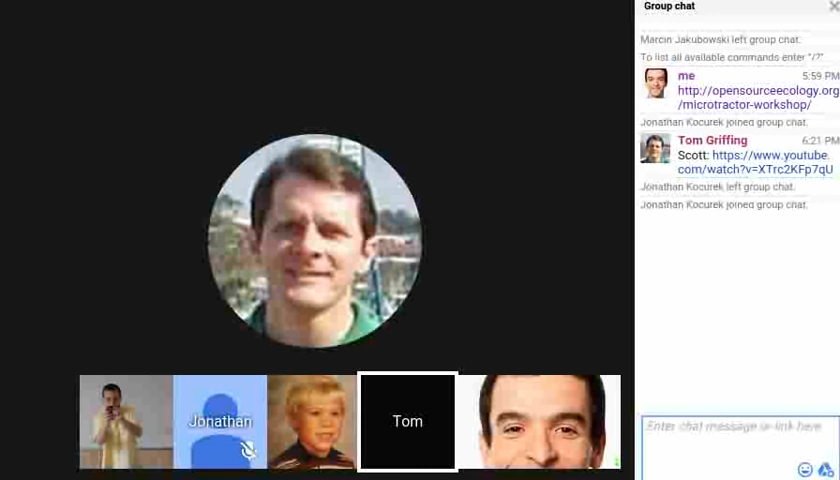 Group chat
Marcin Jakubowski left group chat.
To list all available commands enter "/?"
me 5:59 PM
http://opensourceecology.org
/microtractor-workshop/
Jonathan Kocurek joined group chat.
Tom Griffing 6:21 PM
Scott: https://www.youtube.
com/watch?v=XTrc2KFp7qU
Jonathan Kocurek left group chat.
Jonathan Kocurek joined group chat.
Jonathan
Tom
Enter chat message or link here